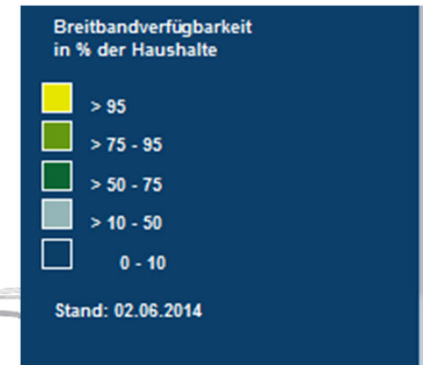 Breitbandverfügbarkeit
in % der Haushalte
> 95
> 75 - 95
> 50 - 75
> 10 - 50
0 - 10
Stand: 02.06.2014